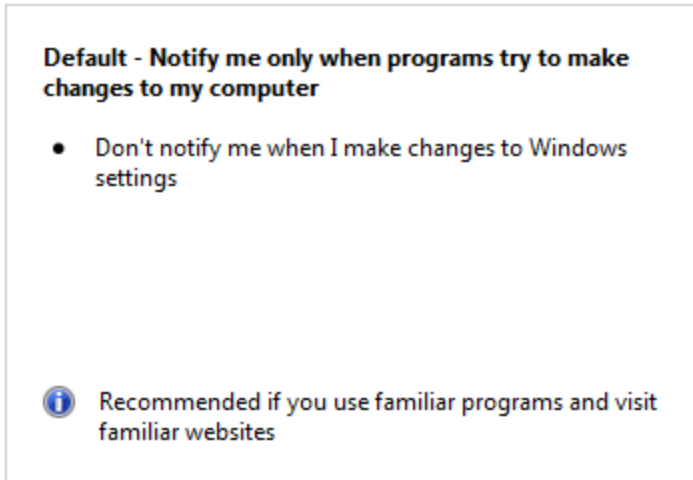 Default - Notify me only when programs try to make
changes to my computer
● Don't notify me when I make changes to Windows
settings
Recommended if you use familiar programs and visit
familiar websites